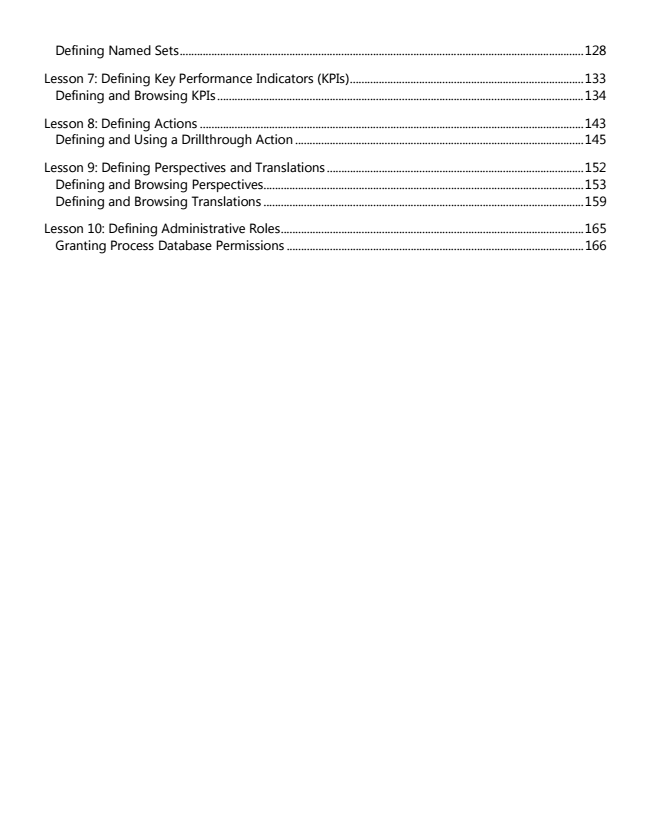 Defining Named Sets....................128
Lesson 7: Defining Key Performance Indicators (KPIs)....................133
Defining and Browsing KPIs....................134
Lesson 8: Defining Actions....................143
Defining and Using a Drillthrough Action....................145
Lesson 9: Defining Perspectives and Translations....................152
Defining and Browsing Perspectives....................153
Defining and Browsing Translations....................159
Lesson 10: Defining Administrative Roles....................165
Granting Process Database Permissions....................166